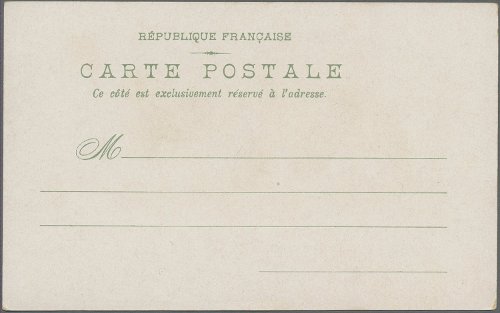 RÉPUBLIQUE FRANÇAISE
CARTE POSTALE
Ce côté est exclusivement réservé à l'adresse.
M